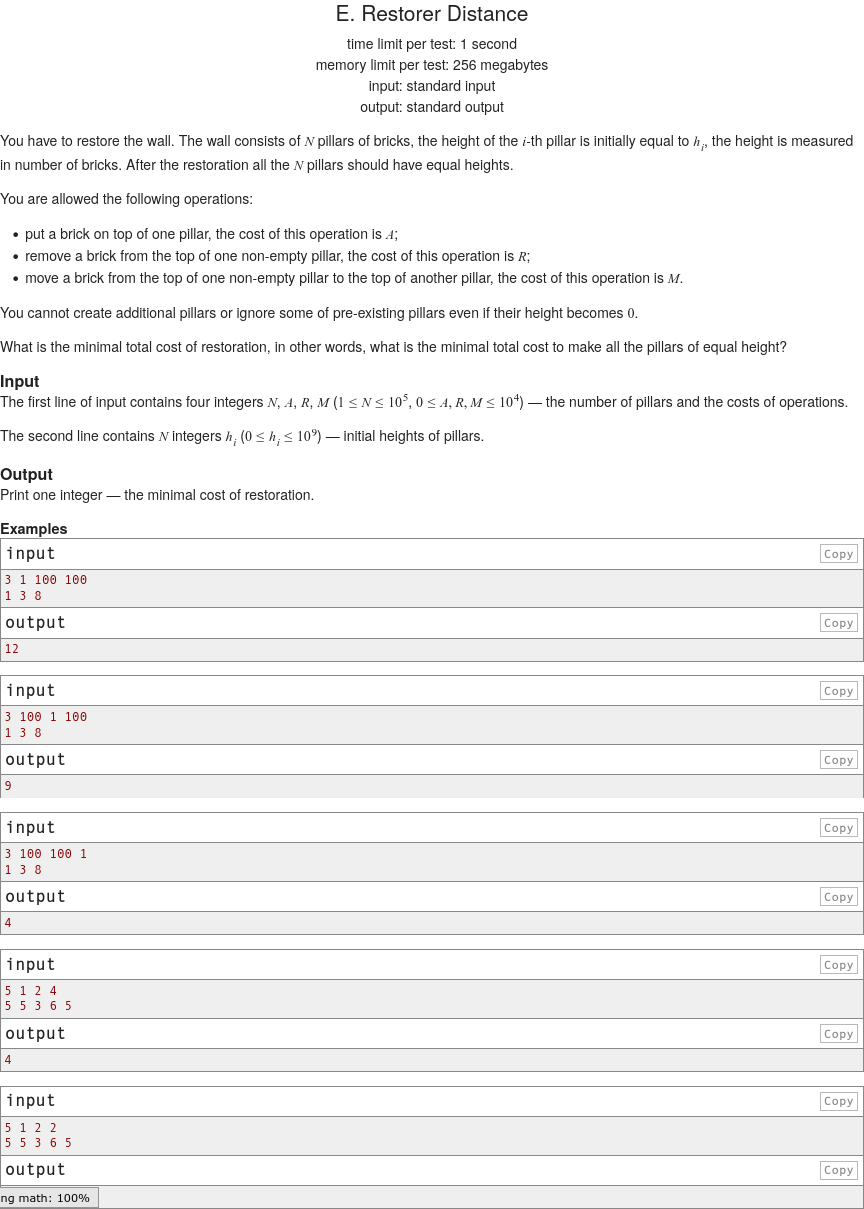 E. Restorer Distance
time limit per test: 1 second
memory limit per test: 256 megabytes
input: standard input
output: standard output
You have to restore the wall. The wall consists of N pillars of bricks, the height of the i-th pillar is initially equal to h_i, the height is measured
in number of bricks. After the restoration all the N pillars should have equal heights.
You are allowed the following operations:
• put a brick on top of one pillar, the cost of this operation is A;
• remove a brick from the top of one non-empty pillar, the cost of this operation is R;
• move a brick from the top of one non-empty pillar to the top of another pillar, the cost of this operation is M.
You cannot create additional pillars or ignore some of pre-existing pillars even if their height becomes 0.
What is the minimal total cost of restoration, in other words, what is the minimal total cost to make all the pillars of equal height?
Input
The first line of input contains four integers N, A, R, M (1 ≤ N ≤ 10^5, 0 ≤ A, R, M ≤ 10^4) — the number of pillars and the costs of operations.
The second line contains N integers h_i (0 ≤ h_i ≤ 10^9) — initial heights of pillars.
Output
Print one integer — the minimal cost of restoration.
Examples
input Copy
3 1 100 100
1 3 8
output Copy
12
input Copy
3 100 1 100
1 3 8
output Copy
9
input Copy
3 100 100 1
1 3 8
output Copy
4
input Copy
5 1 2 4
5 5 3 6 5
output Copy
4
input Copy
5 1 2 2
5 5 3 6 5
output Copy
ng math: 100%